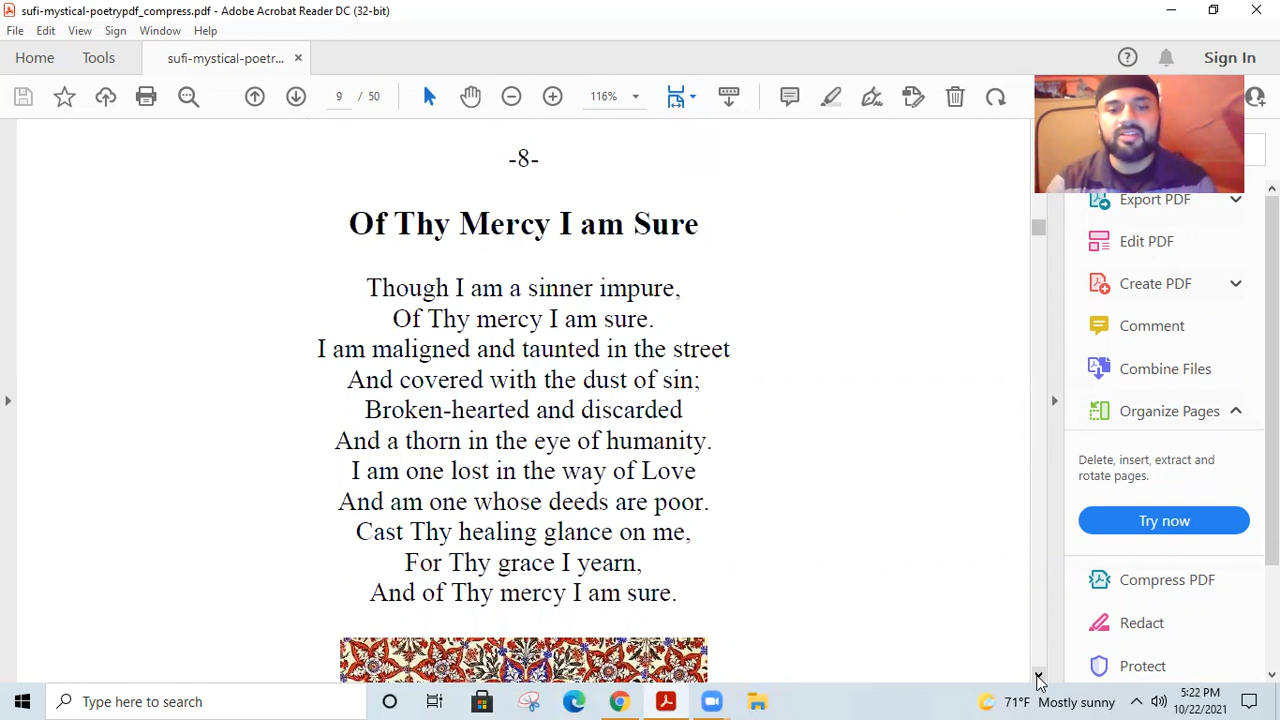 sufi-mystical-poetrypdf_compress.pdf - Adobe Acrobat Reader DC (32-bit)
File Edit View Sign Window Help
Home Tools sufi-mystical-poetr... Sign In
9 / 50 116%
-8-
Of Thy Mercy I am Sure
Though I am a sinner impure,
Of Thy mercy I am sure.
I am maligned and taunted in the street
And covered with the dust of sin;
Broken-hearted and discarded
And a thorn in the eye of humanity.
I am one lost in the way of Love
And am one whose deeds are poor.
Cast Thy healing glance on me,
For Thy grace I yearn,
And of Thy mercy I am sure.
Export PDF
Edit PDF
Create PDF
Comment
Combine Files
Organize Pages
Delete, insert, extract and
rotate pages.
Try now
Compress PDF
Redact
Protect
Type here to search
71°F Mostly sunny
5:22 PM
10/22/2021